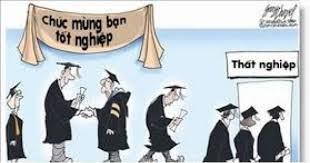 Chúc mừng bạn
tốt nghiệp
Thất nghiệp